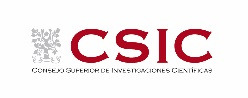 CSIC
CONSEJO SUPERIOR DE INVESTIGACIONES CIENTÍFICAS